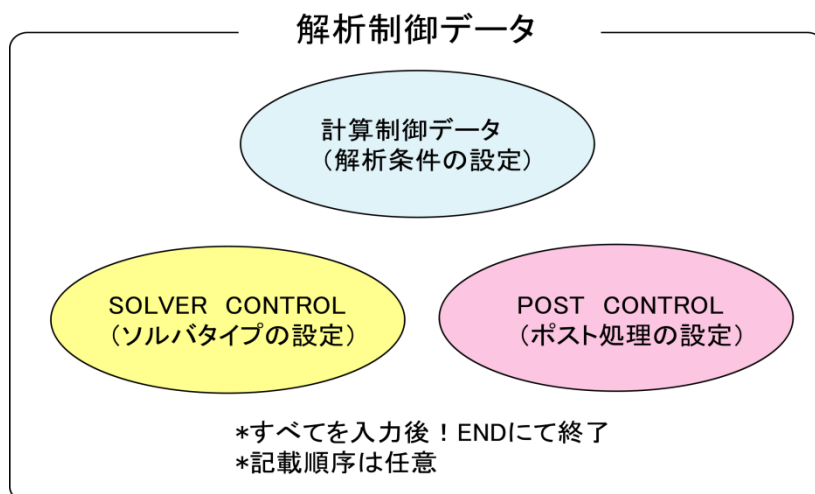 解析制御データ
計算制御データ
（解析条件の設定）
SOLVER CONTROL
（ソルバタイプの設定）
POST CONTROL
（ポスト処理の設定）
*すべてを入力後！ENDにて終了
*記載順序は任意